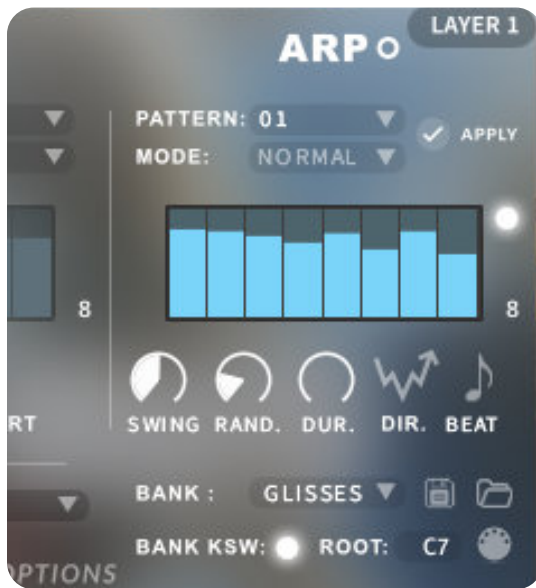 LAYER 1
ARP
PATTERN: 01
APPLY
MODE: NORMAL
8
8
RT
SWING RAND. DUR. DIR. BEAT
BANK : GLISSES
BANK KSW: ROOT: C7
OPTIONS